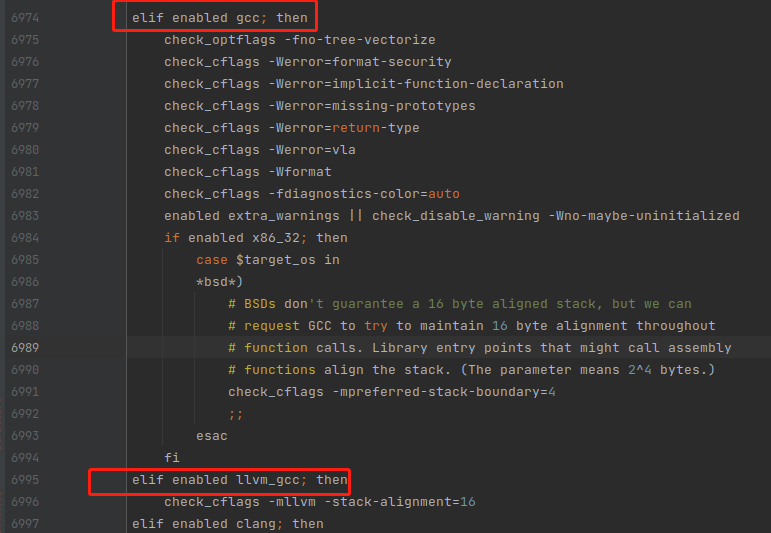 6974 elif enabled gcc; then
6975 check_optflags -fno-tree-vectorize
6976 check_cflags -Werror=format-security
6977 check_cflags -Werror=implicit-function-declaration
6978 check_cflags -Werror=missing-prototypes
6979 check_cflags -Werror=return-type
6980 check_cflags -Werror=vla
6981 check_cflags -Wformat
6982 check_cflags -fdiagnostics-color=auto
6983 enabled extra_warnings || check_disable_warning -Wno-maybe-uninitialized
6984 if enabled x86_32; then
6985 case $target_os in
6986 *bsd*)
6987 # BSDs don't guarantee a 16 byte aligned stack, but we can
6988 # request GCC to try to maintain 16 byte alignment throughout
6989 # function calls. Library entry points that might call assembly
6990 # functions align the stack. (The parameter means 2^4 bytes.)
6991 check_cflags -mpreferred-stack-boundary=4
6992 ;;
6993 esac
6994 fi
6995 elif enabled llvm_gcc; then
6996 check_cflags -mllvm -stack-alignment=16
6997 elif enabled clang; then